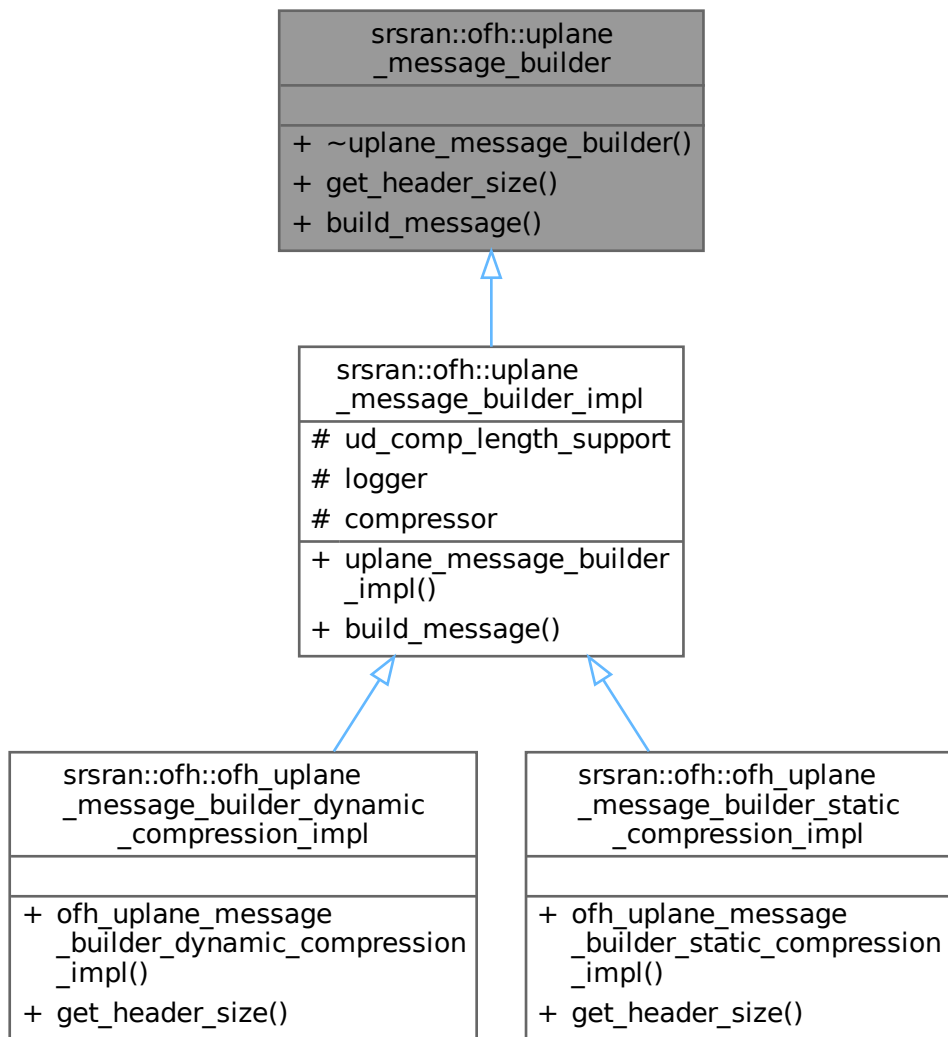 srsran::ofh::uplane
_message_builder
+ ~uplane_message_builder()
+ get_header_size()
+ build_message()
srsran::ofh::uplane
_message_builder_impl
# ud_comp_length_support
# logger
# compressor
+ uplane_message_builder
_impl()
+ build_message()
srsran::ofh::ofh_uplane
_message_builder_dynamic
_compression_impl
+ ofh_uplane_message
_builder_dynamic_compression
_impl()
+ get_header_size()
srsran::ofh::ofh_uplane
_message_builder_static
_compression_impl
+ ofh_uplane_message
_builder_static_compression
_impl()
+ get_header_size()